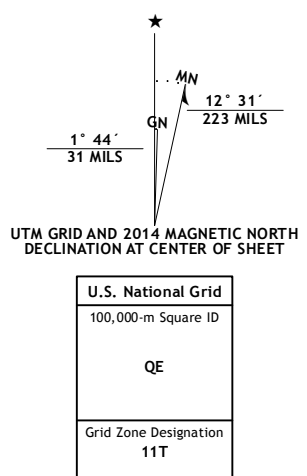 ★
MN
GN
1° 44´
31 MILS
12° 31´
223 MILS
UTM GRID AND 2014 MAGNETIC NORTH
DECLINATION AT CENTER OF SHEET
U.S. National Grid
100,000-m Square ID
QE
Grid Zone Designation
11T